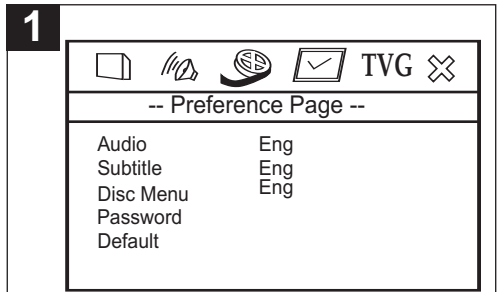 1
TVG
-- Preference Page --
Audio Eng
Subtitle Eng
Disc Menu Eng
Password
Default